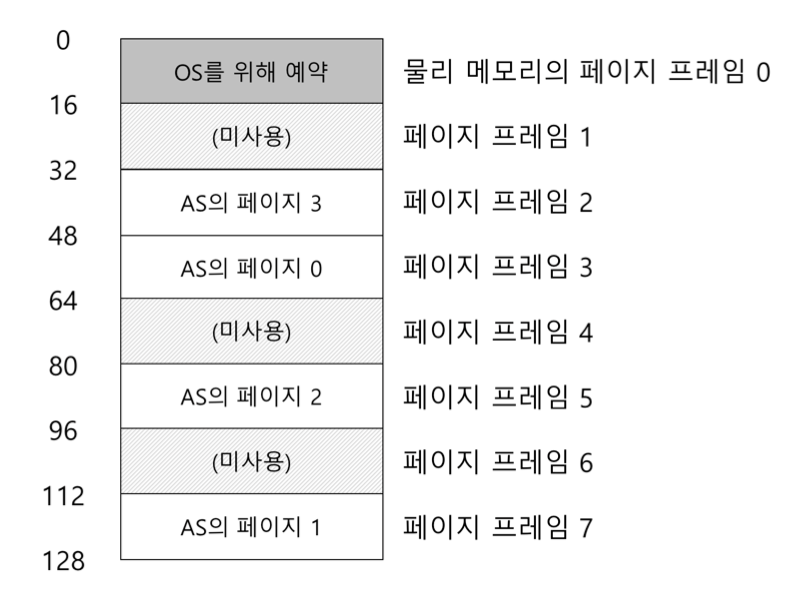 0
OS를 위해 예약
물리 메모리의 페이지 프레임 0
16
(미사용)
페이지 프레임 1
32
AS의 페이지 3
페이지 프레임 2
48
AS의 페이지 0
페이지 프레임 3
64
(미사용)
페이지 프레임 4
80
AS의 페이지 2
페이지 프레임 5
96
(미사용)
페이지 프레임 6
112
AS의 페이지 1
페이지 프레임 7
128